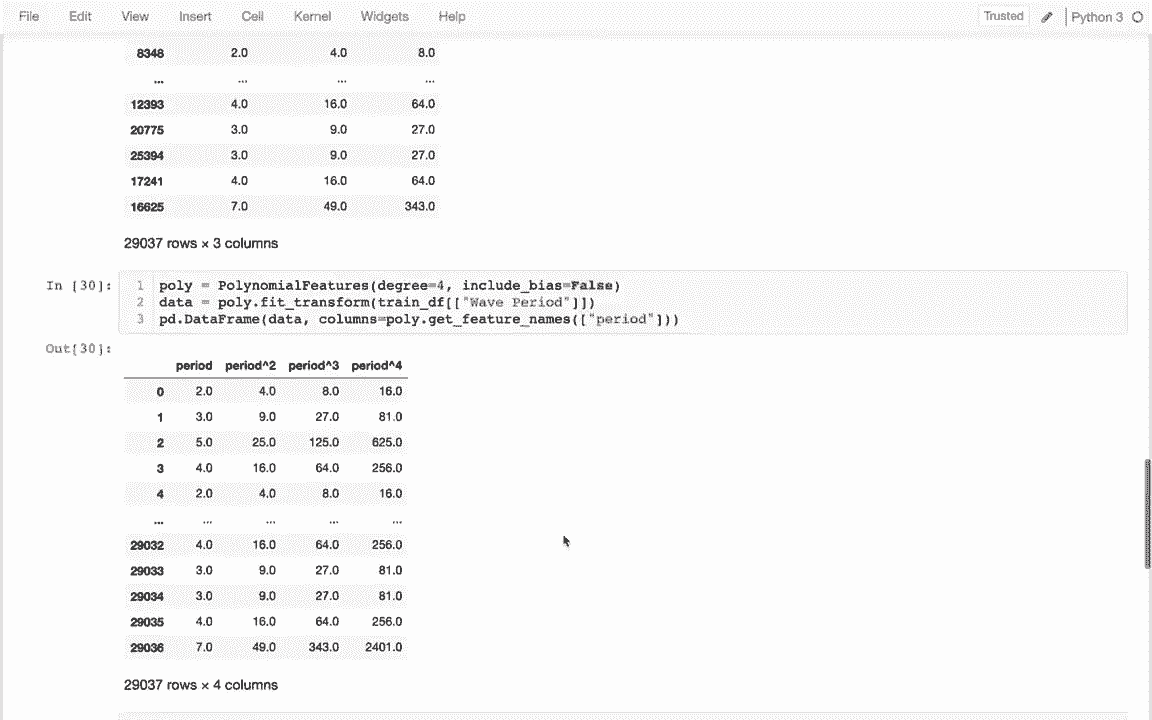 File Edit View Insert Cell Kernel Widgets Help Trusted Python 3
8348 2.0 4.0 8.0
... ... ... ...
12393 4.0 16.0 64.0
20775 3.0 9.0 27.0
25394 3.0 9.0 27.0
17241 4.0 16.0 64.0
16625 7.0 49.0 343.0
29037 rows × 3 columns
In [30]: 1 poly = PolynomialFeatures(degree=4, include_bias=False)
2 data = poly.fit_transform(train_df[["Wave Period"]])
3 pd.DataFrame(data, columns=poly.get_feature_names(["period"]))
Out[30]:
period period^2 period^3 period^4
0 2.0 4.0 8.0 16.0
1 3.0 9.0 27.0 81.0
2 5.0 25.0 125.0 625.0
3 4.0 16.0 64.0 256.0
4 2.0 4.0 8.0 16.0
... ... ... ... ...
29032 4.0 16.0 64.0 256.0
29033 3.0 9.0 27.0 81.0
29034 3.0 9.0 27.0 81.0
29035 4.0 16.0 64.0 256.0
29036 7.0 49.0 343.0 2401.0
29037 rows × 4 columns